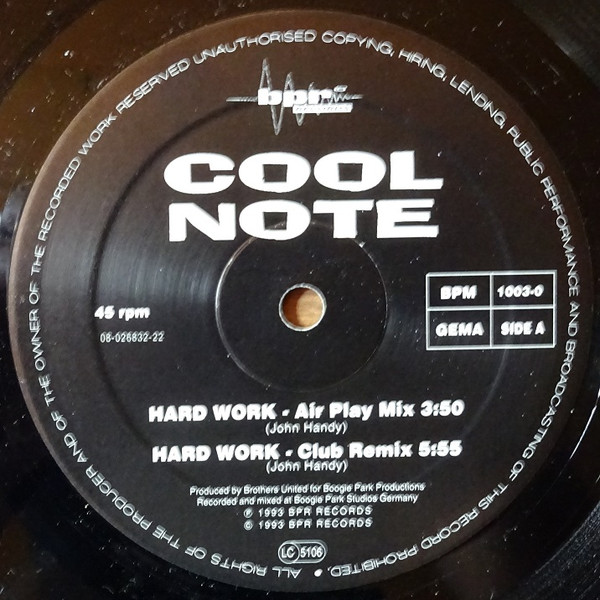 ALL RIGHTS OF THE PRODUCER AND OF THE OWNER OF THE RECORDED WORK RESERVED UNAUTHORISED COPYING, HIRING, LENDING, PUBLIC PERFORMANCE AND BROADCASTING OF THIS RECORD PROHIBITED. •
bpr
RECORDS
COOL
NOTE
45 rpm
08-026832-22
BPM 1003-0
GEMA SIDE A
HARD WORK - Air Play Mix 3:50
(John Handy)
HARD WORK - Club Remix 5:55
(John Handy)
Produced by Brothers United for Boogie Park Productions
Recorded and mixed at Boogie Park Studios Germany
℗ 1993 BPR RECORDS
© 1993 BPR RECORDS
LC 5106